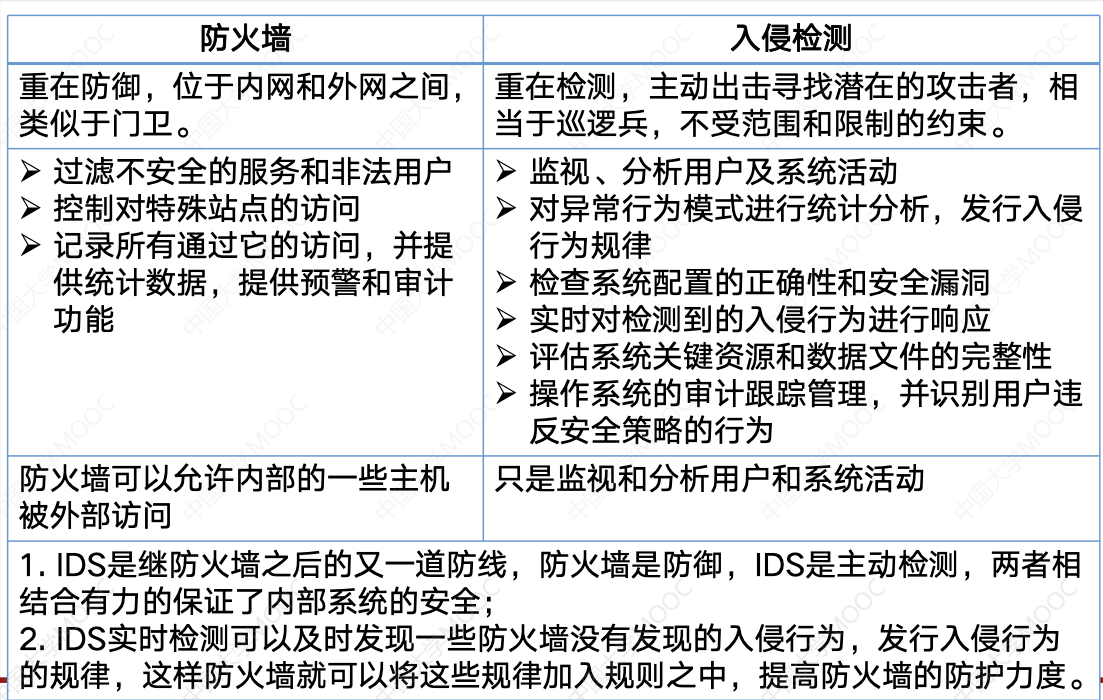 防火墙
入侵检测
重在防御，位于内网和外网之间，
类似于门卫。
重在检测，主动出击寻找潜在的攻击者，相
当于巡逻兵，不受范围和限制的约束。
➢ 过滤不安全的服务和非法用户
➢ 控制对特殊站点的访问
➢ 记录所有通过它的访问，并提
供统计数据，提供预警和审计
功能
➢ 监视、分析用户及系统活动
➢ 对异常行为模式进行统计分析，发行入侵
行为规律
➢ 检查系统配置的正确性和安全漏洞
➢ 实时对检测到的入侵行为进行响应
➢ 评估系统关键资源和数据文件的完整性
➢ 操作系统的审计跟踪管理，并识别用户违
反安全策略的行为
防火墙可以允许内部的一些主机
被外部访问
只是监视和分析用户和系统活动
1. IDS是继防火墙之后的又一道防线，防火墙是防御，IDS是主动检测，两者相
结合有力的保证了内部系统的安全；
2. IDS实时检测可以及时发现一些防火墙没有发现的入侵行为，发行入侵行为
的规律，这样防火墙就可以将这些规律加入规则之中，提高防火墙的防护力度。
中国大学MOOC